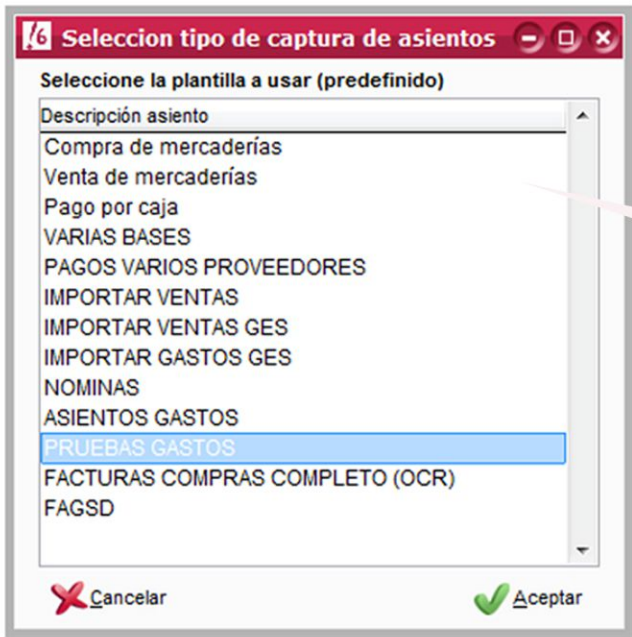 Seleccion tipo de captura de asientos
Seleccione la plantilla a usar (predefinido)
Descripción asiento
Compra de mercaderías
Venta de mercaderías
Pago por caja
VARIAS BASES
PAGOS VARIOS PROVEEDORES
IMPORTAR VENTAS
IMPORTAR VENTAS GES
IMPORTAR GASTOS GES
NOMINAS
ASIENTOS GASTOS
PRUEBAS GASTOS
FACTURAS COMPRAS COMPLETO (OCR)
FAGSD
Cancelar Aceptar